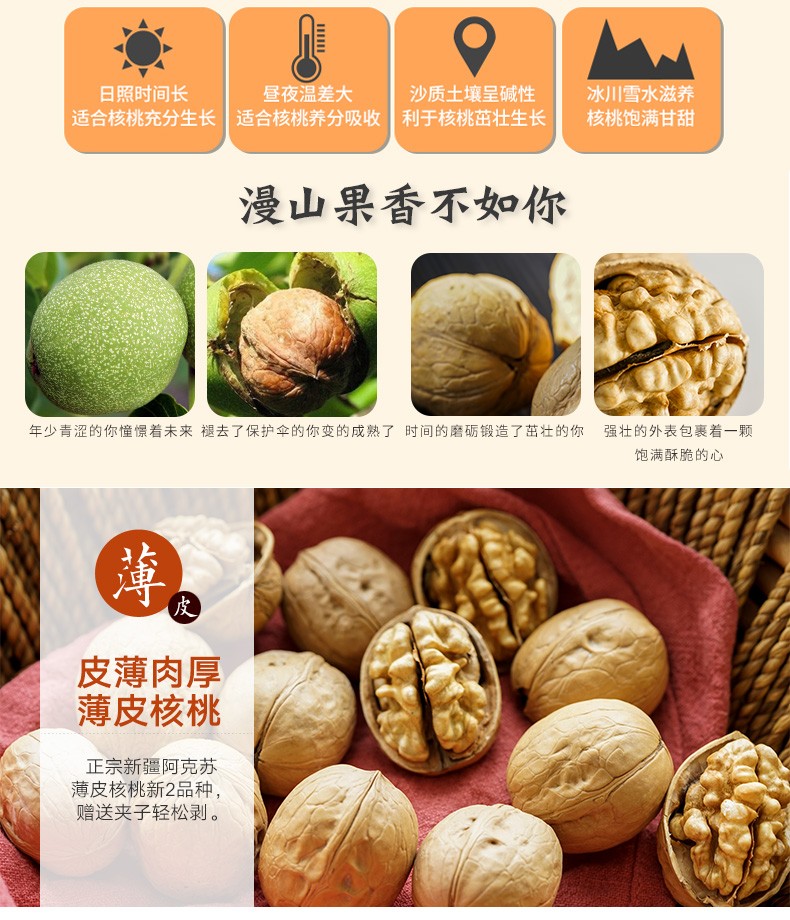 日照时间长
适合核桃充分生长
昼夜温差大
适合核桃养分吸收
沙质土壤呈碱性
利于核桃茁壮生长
冰川雪水滋养
核桃饱满甘甜
漫山果香不如你
年少青涩的你憧憬着未来
褪去了保护伞的你变的成熟了
时间的磨砺锻造了茁壮的你
强壮的外表包裹着一颗
饱满酥脆的心
薄
皮
皮薄肉厚
薄皮核桃
正宗新疆阿克苏
薄皮核桃新2品种，
赠送夹子轻松剥。